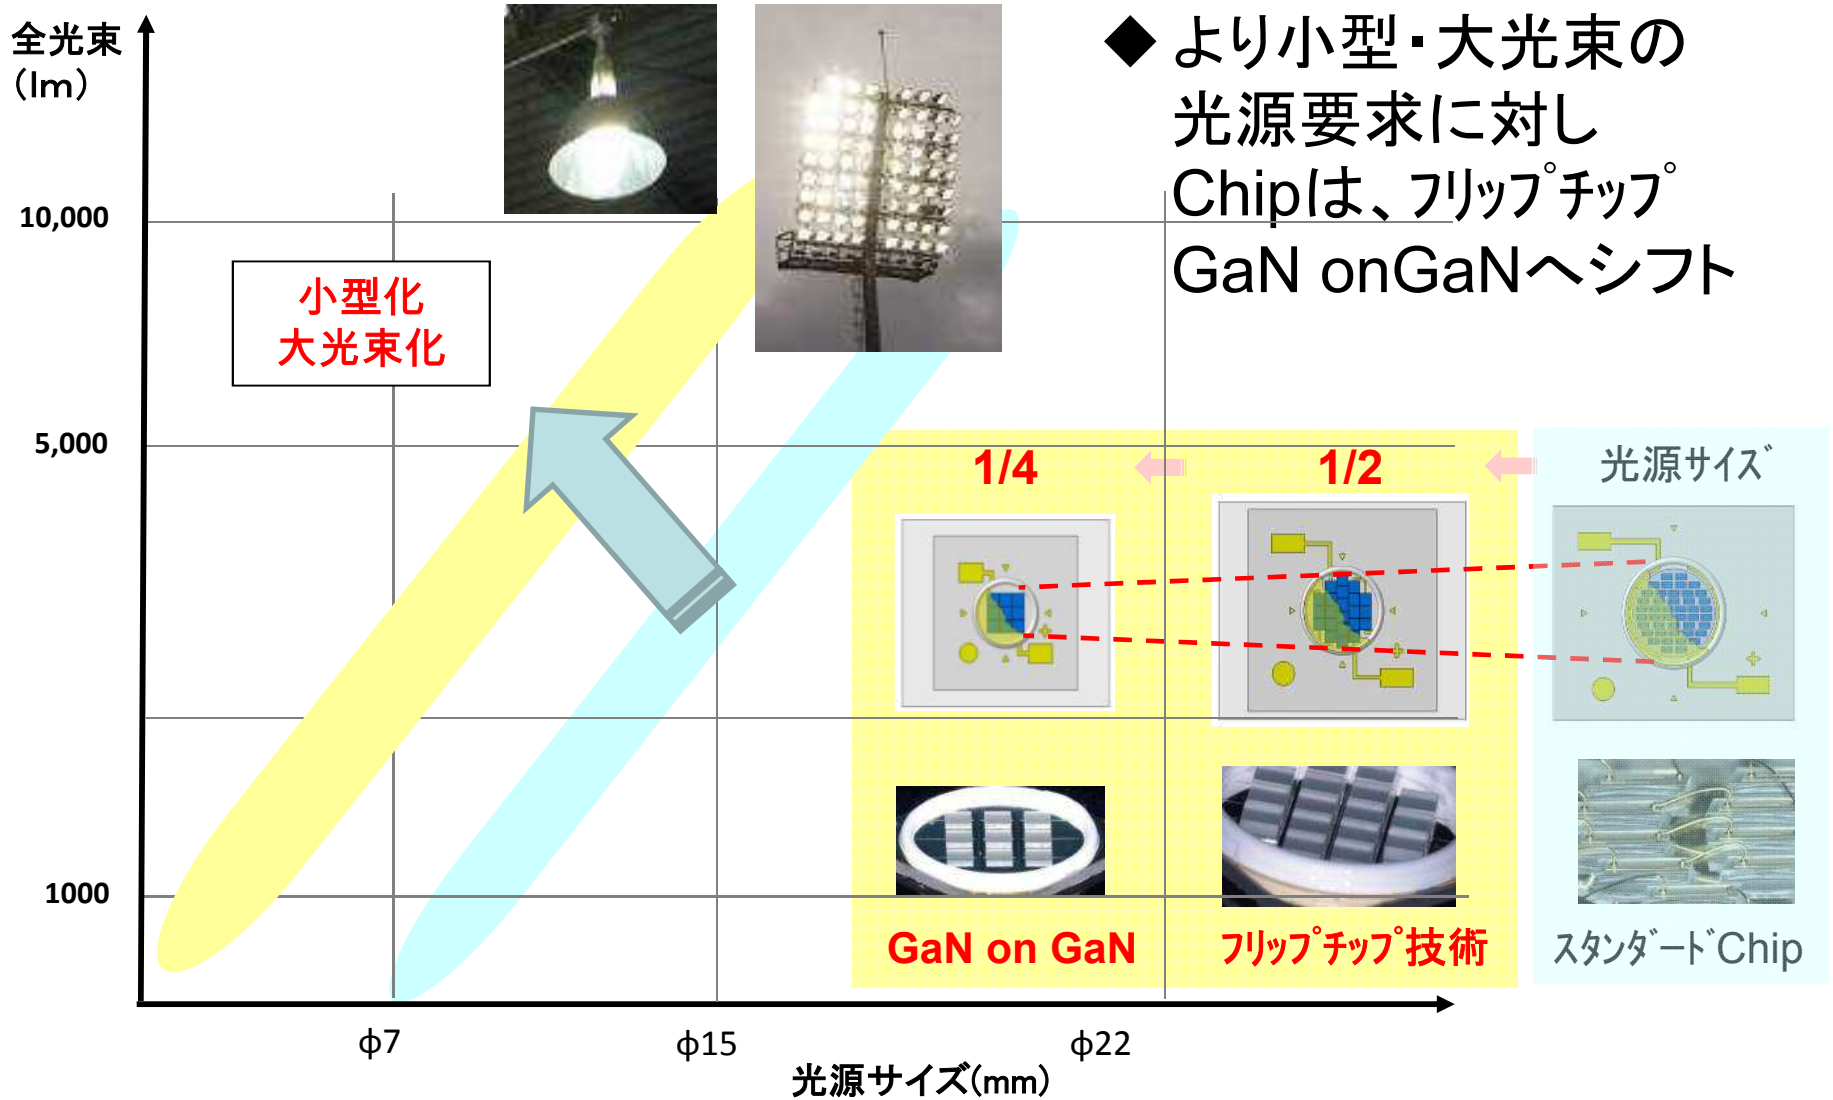 全光束
（lm）
◆より小型・大光束の
光源要求に対し
Chipは、ﾌﾘｯﾌﾟﾁｯﾌﾟ
GaN onGaNへシフト
10,000
小型化
大光束化
5,000
1/4
1/2
光源ｻｲｽﾞ
1000
GaN on GaN
ﾌﾘｯﾌﾟﾁｯﾌﾟ技術
ｽﾀﾝﾀﾞｰﾄﾞChip
φ7
φ15
φ22
光源サイズ(mm)